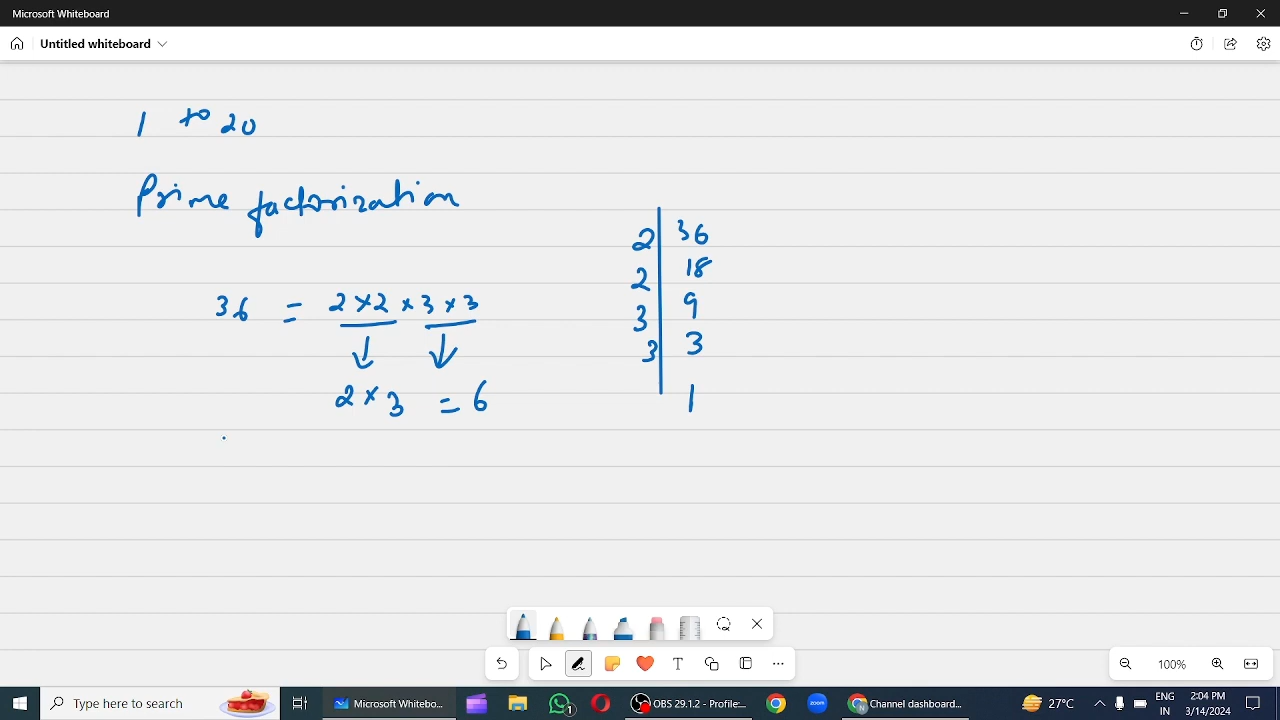 Microsoft Whiteboard
Untitled whiteboard
1 to 20
Prime factorization
36 = 2 × 2 × 3 × 3
2 × 3 = 6
2 36
2 18
3 9
3 3
1
T
100%
Type here to search
Microsoft Whitebo...
1
OBS 29.1.2 - Profile:...
zoom
N
Channel dashboard...
27°C
ENG
IN
2:04 PM
3/14/2024